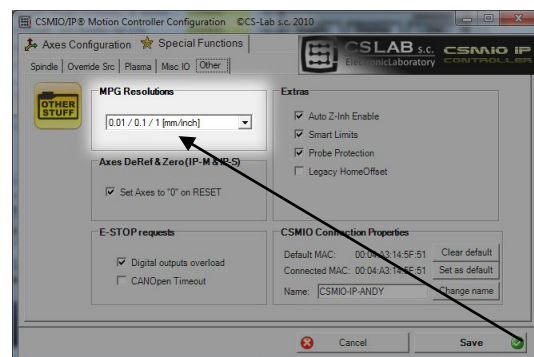 CSMIO/IP® Motion Controller Configuration ©CS-Lab s.c. 2010
Axes Configuration Special Functions
CSLAB s.c.
ElectronicLaboratory
CSMIO IP
CONTROLLER
Spindle Override Src Plasma Misc IO Other
OTHER
STUFF
MPG Resolutions
0.01 / 0.1 / 1 [mm/inch]
Axes DeRef & Zero (IP-M & IP-S)
Set Axes to "0" on RESET
E-STOP requests
Digital outputs overload
CANOpen Timeout
Extras
Auto Z-Inh Enable
Smart Limits
Probe Protection
Legacy HomeOffset
CSMIO Connection Properties
Default MAC: 00:04:A3:14:5F:51 Clear default
Connected MAC: 00:04:A3:14:5F:51 Set as default
Name: CSMIO-IP-ANDY Change name
Cancel Save